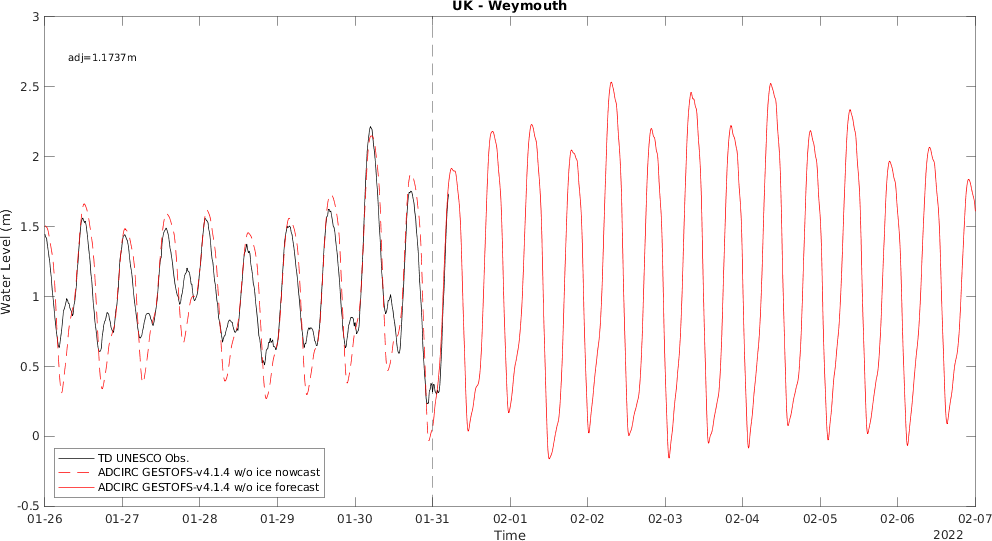 UK - Weymouth
adj=1.1737m
3
2.5
2
1.5
1
0.5
0
-0.5
Water Level (m)
TD UNESCO Obs.
ADCIRC GESTOFS-v4.1.4 w/o ice nowcast
ADCIRC GESTOFS-v4.1.4 w/o ice forecast
01-26 01-27 01-28 01-29 01-30 01-31 02-01 02-02 02-03 02-04 02-05 02-06 02-07
Time
2022